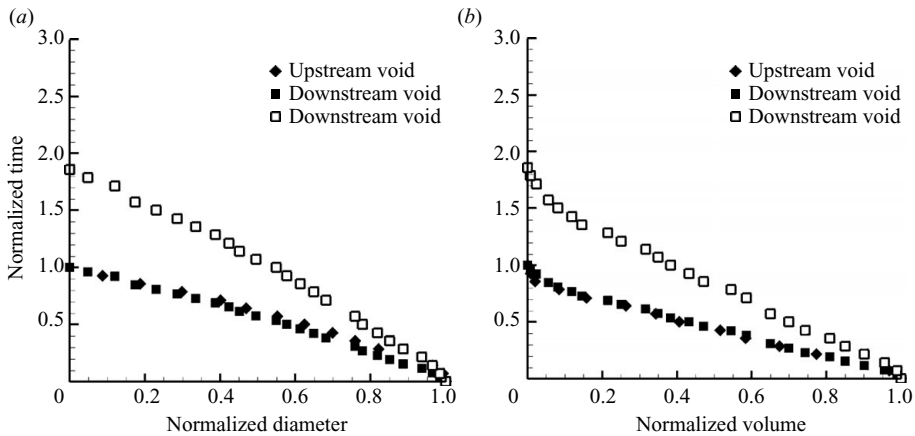 (a)
3.0
2.5
2.0
1.5
1.0
0.5
0
0.2
0.4
0.6
0.8
1.0
Normalized time
Normalized diameter
Upstream void
Downstream void
Downstream void
(b)
3.0
2.5
2.0
1.5
1.0
0.5
0
0.2
0.4
0.6
0.8
1.0
Normalized volume
Upstream void
Downstream void
Downstream void